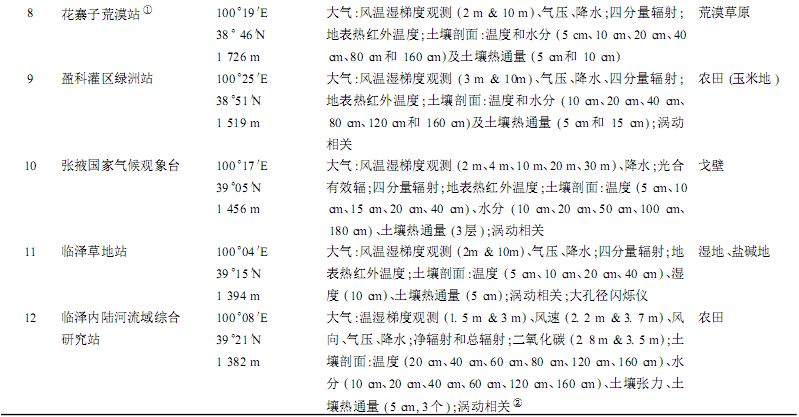 8 花寨子荒漠站① 100°19′E 大气:风温湿梯度观测 (2 m & 10 m)、气压、降水;四分量辐射; 荒漠草原
38°46′N 地表热红外温度;土壤剖面:温度和水分 (5 cm、10 cm、20 cm、40
1 726 m cm、80 cm和 160 cm)及土壤热通量 (5 cm和 10 cm)
9 盈科灌区绿洲站 100°25′E 大气:风温湿梯度观测 (3 m & 10m)、气压、降水、四分量辐射; 农田 (玉米地)
38°51′N 地表热红外温度;土壤剖面:温度和水分 (10 cm、20 cm、40 cm、
1 519 m 80 cm、120 cm和 160 cm)及土壤热通量 (5 cm和 15 cm);涡动
相关
10 张掖国家气候观象台 100°17′E 大气:风温湿梯度观测 (2 m、4 m、10 m、20 m、30 m)、降水;光合 戈壁
39°05′N 有效辐;四分量辐射;地表热红外温度;土壤剖面:温度 (5 cm、10
1 456 m cm、15 cm、20 cm、40 cm)、水分 (10 cm、20 cm、50 cm、100 cm、
180 cm)、土壤热通量 (3层);涡动相关
11 临泽草地站 100°04′E 大气:风温湿梯度观测 (2m & 10m)、气压、降水;四分量辐射;地 湿地、盐碱地
39°15′N 表热红外温度;土壤剖面:温度 (5 cm、10 cm、20 cm、40 cm)、湿
1 394 m 度 (10 cm)、土壤热通量 (5 cm);涡动相关;大孔径闪烁仪
12 临泽内陆河流域综合 100°08′E 大气:温湿梯度观测 (1.5 m & 3 m)、风速 (2.2 m & 3.7 m)、风 农田
研究站 39°21′N 向、气压、降水;净辐射和总辐射;二氧化碳 (2 8 m & 3.5 m);土
1 382 m 壤剖面:温度 (20 cm、40 cm、60 cm、80 cm、120 cm、160 cm)、水
分 (10 cm、20 cm、40 cm、60 cm、120 cm、160 cm)、土壤张力、土
壤热通量 (5 cm,3个);涡动相关②